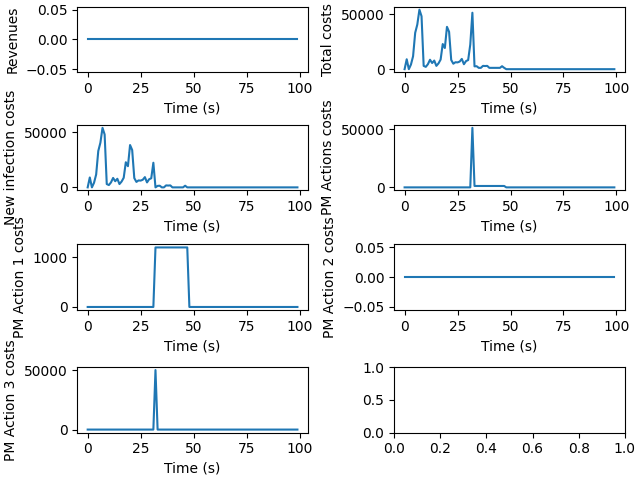 Revenues
0.05
0.00
−0.05
0 25 50 75 100
Time (s)
Total costs
50000
0
0 25 50 75 100
Time (s)
New infection costs
50000
0
0 25 50 75 100
Time (s)
PM Actions costs
50000
0
0 25 50 75 100
Time (s)
PM Action 1 costs
1000
0
0 25 50 75 100
Time (s)
PM Action 2 costs
0.05
0.00
−0.05
0 25 50 75 100
Time (s)
PM Action 3 costs
50000
0
0 25 50 75 100
Time (s)
1.0
0.5
0.0
0.0 0.2 0.4 0.6 0.8 1.0